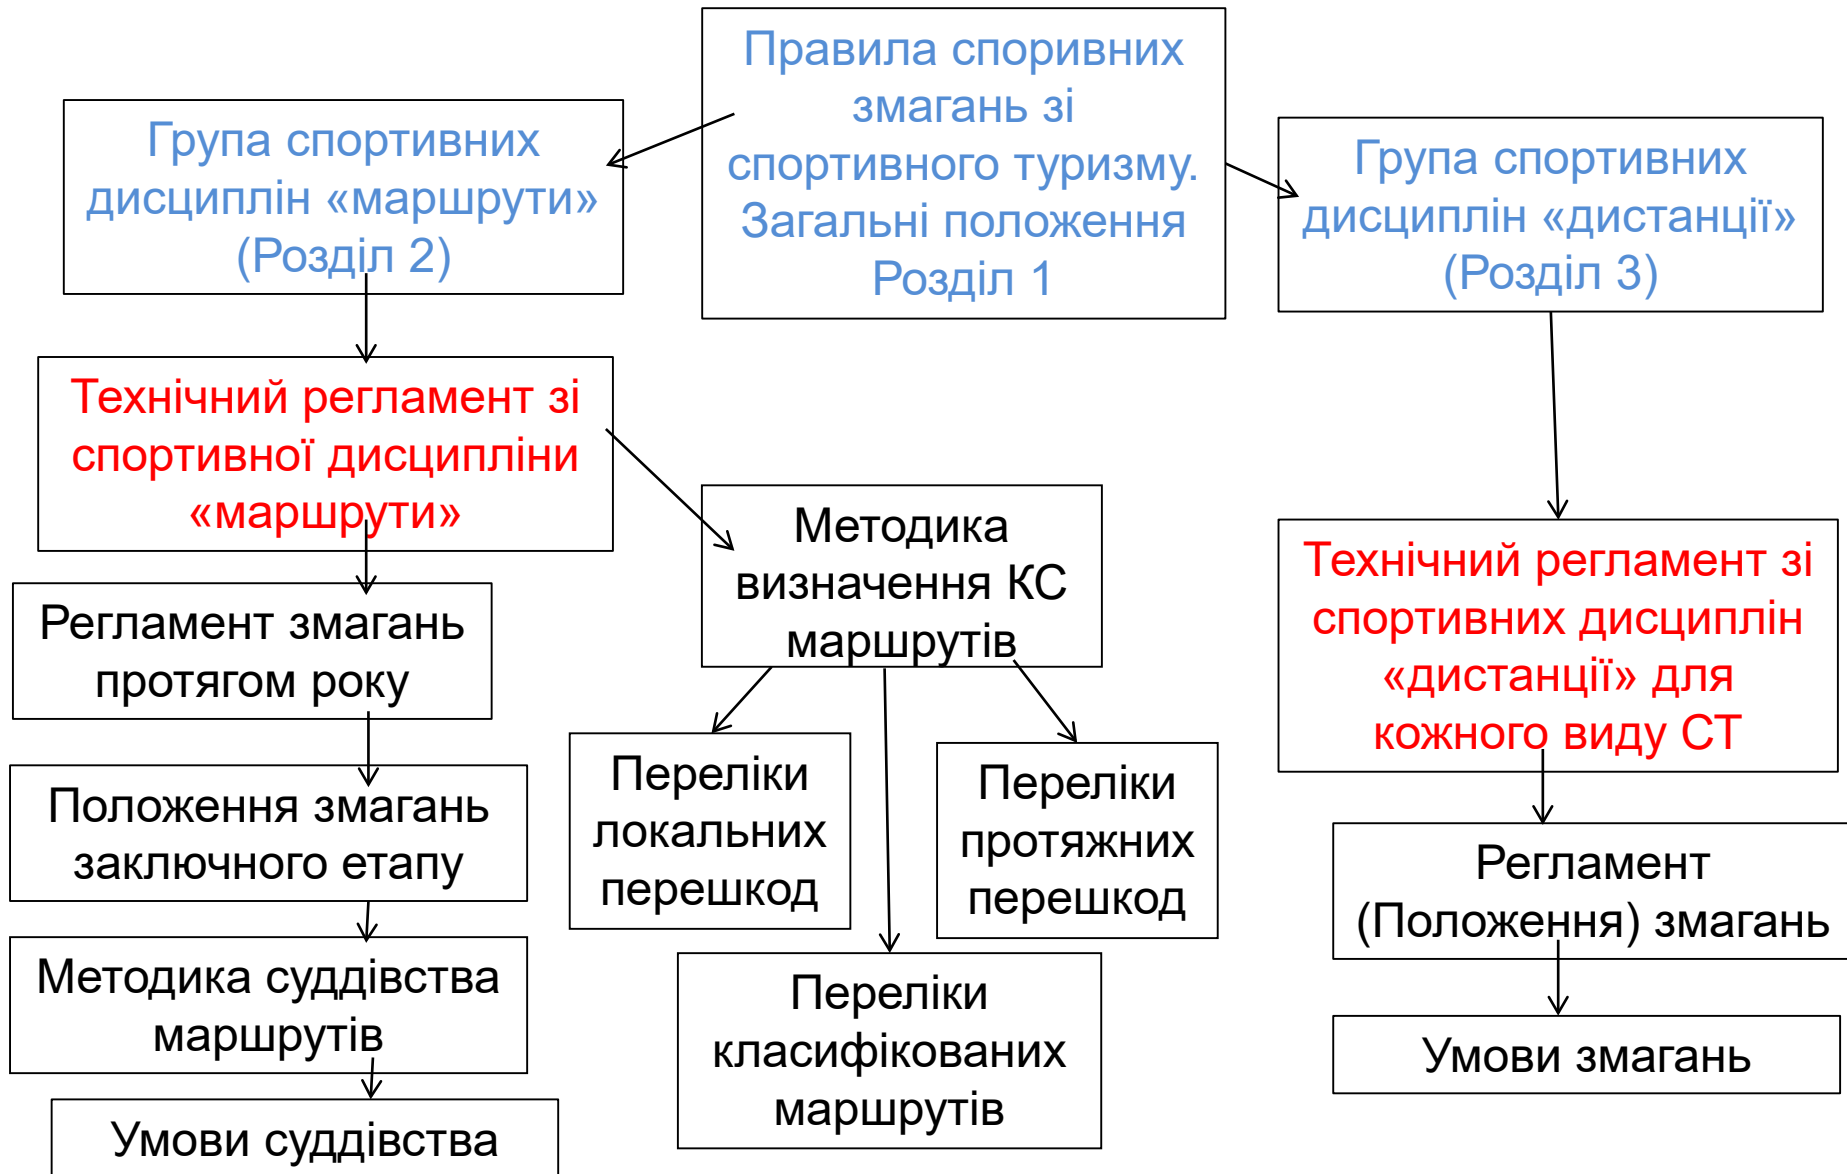 Правила споривних
змагань зі
спортивного туризму.
Загальні положення
Розділ 1
Група спортивних
дисциплін «маршрути»
(Розділ 2)
Група спортивних
дисциплін «дистанції»
(Розділ 3)
Технічний регламент зі
спортивної дисципліни
«маршрути»
Методика
визначення КС
маршрутів
Технічний регламент зі
спортивних дисциплін
«дистанції» для
кожного виду СТ
Регламент змагань
протягом року
Положення змагань
заключного етапу
Методика суддівства
маршрутів
Умови суддівства
Переліки
локальних
перешкод
Переліки
класифікованих
маршрутів
Переліки
протяжних
перешкод
Регламент
(Положення) змагань
Умови змагань